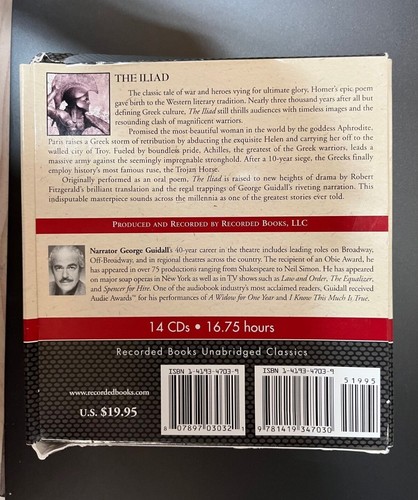 THE ILIAD
The classic tale of war and heroes vying for ultimate glory, Homer's epic poem
gave birth to the Western literary tradition. Nearly three thousand years after all but
defining Greek culture, The Iliad still thrills audiences with timeless images and the
resounding clash of magnificent warriors.
Promised the most beautiful woman in the world by the goddess Aphrodite,
Paris raises a Greek storm of retribution by abducting the exquisite Helen and carrying her off to the
walled city of Troy. Fueled by boundless pride, Achilles, the greatest of the Greek warriors, leads a
massive army against the seemingly impregnable stronghold. After a 10-year siege, the Greeks finally
employ history's most famous ruse, the Trojan Horse.
Originally performed as an oral poem, The Iliad is raised to new heights of drama by Robert
Fitzgerald's brilliant translation and the regal trappings of George Guidall's riveting narration. This
indisputable masterpiece sounds across the millennia as one of the greatest stories ever told.
PRODUCED AND RECORDED BY RECORDED BOOKS, LLC
Narrator George Guidall's 40-year career in the theatre includes leading roles on Broadway,
Off-Broadway, and in regional theatres across the country. The recipient of an Obie Award, he
has appeared in over 75 productions ranging from Shakespeare to Neil Simon. He has appeared
on major soap operas in New York as well as in TV shows such as Law and Order, The Equalizer,
and Spenser for Hire. One of the audiobook industry's most acclaimed readers, Guidall received
Audie Awards™ for his performances of A Widow for One Year and I Know This Much Is True.
14 CDs • 16.75 hours
Recorded Books Unabridged Classics
www.recordedbooks.com
U.S. $19.95
ISBN 1-4193-4703-9
8 07897 03032 1
ISBN 1-4193-4703-9
51995
9 781419 347030